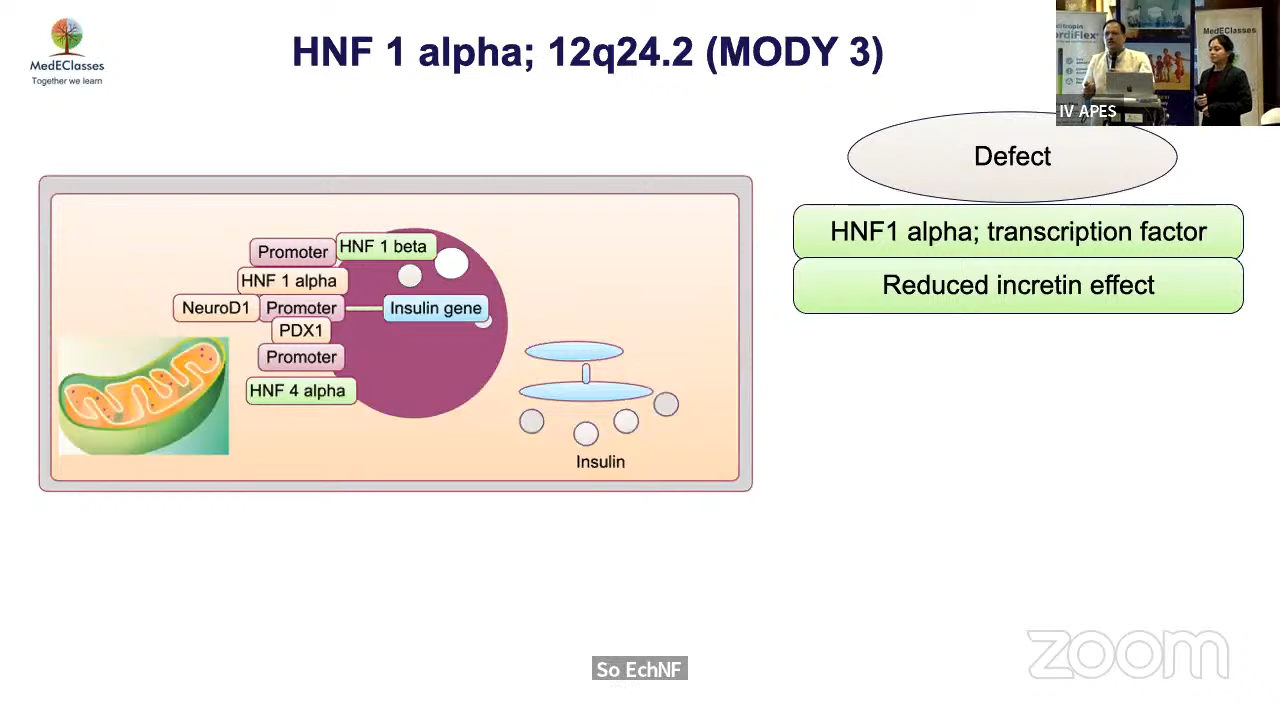 MedEClasses
Together we learn
HNF 1 alpha; 12q24.2 (MODY 3)
MedEClasses
IV APES
Defect
HNF1 alpha; transcription factor
Reduced incretin effect
Promoter
HNF 1 beta
HNF 1 alpha
NeuroD1
Promoter
Insulin gene
PDX1
Promoter
HNF 4 alpha
Insulin
So EchNF
zoom